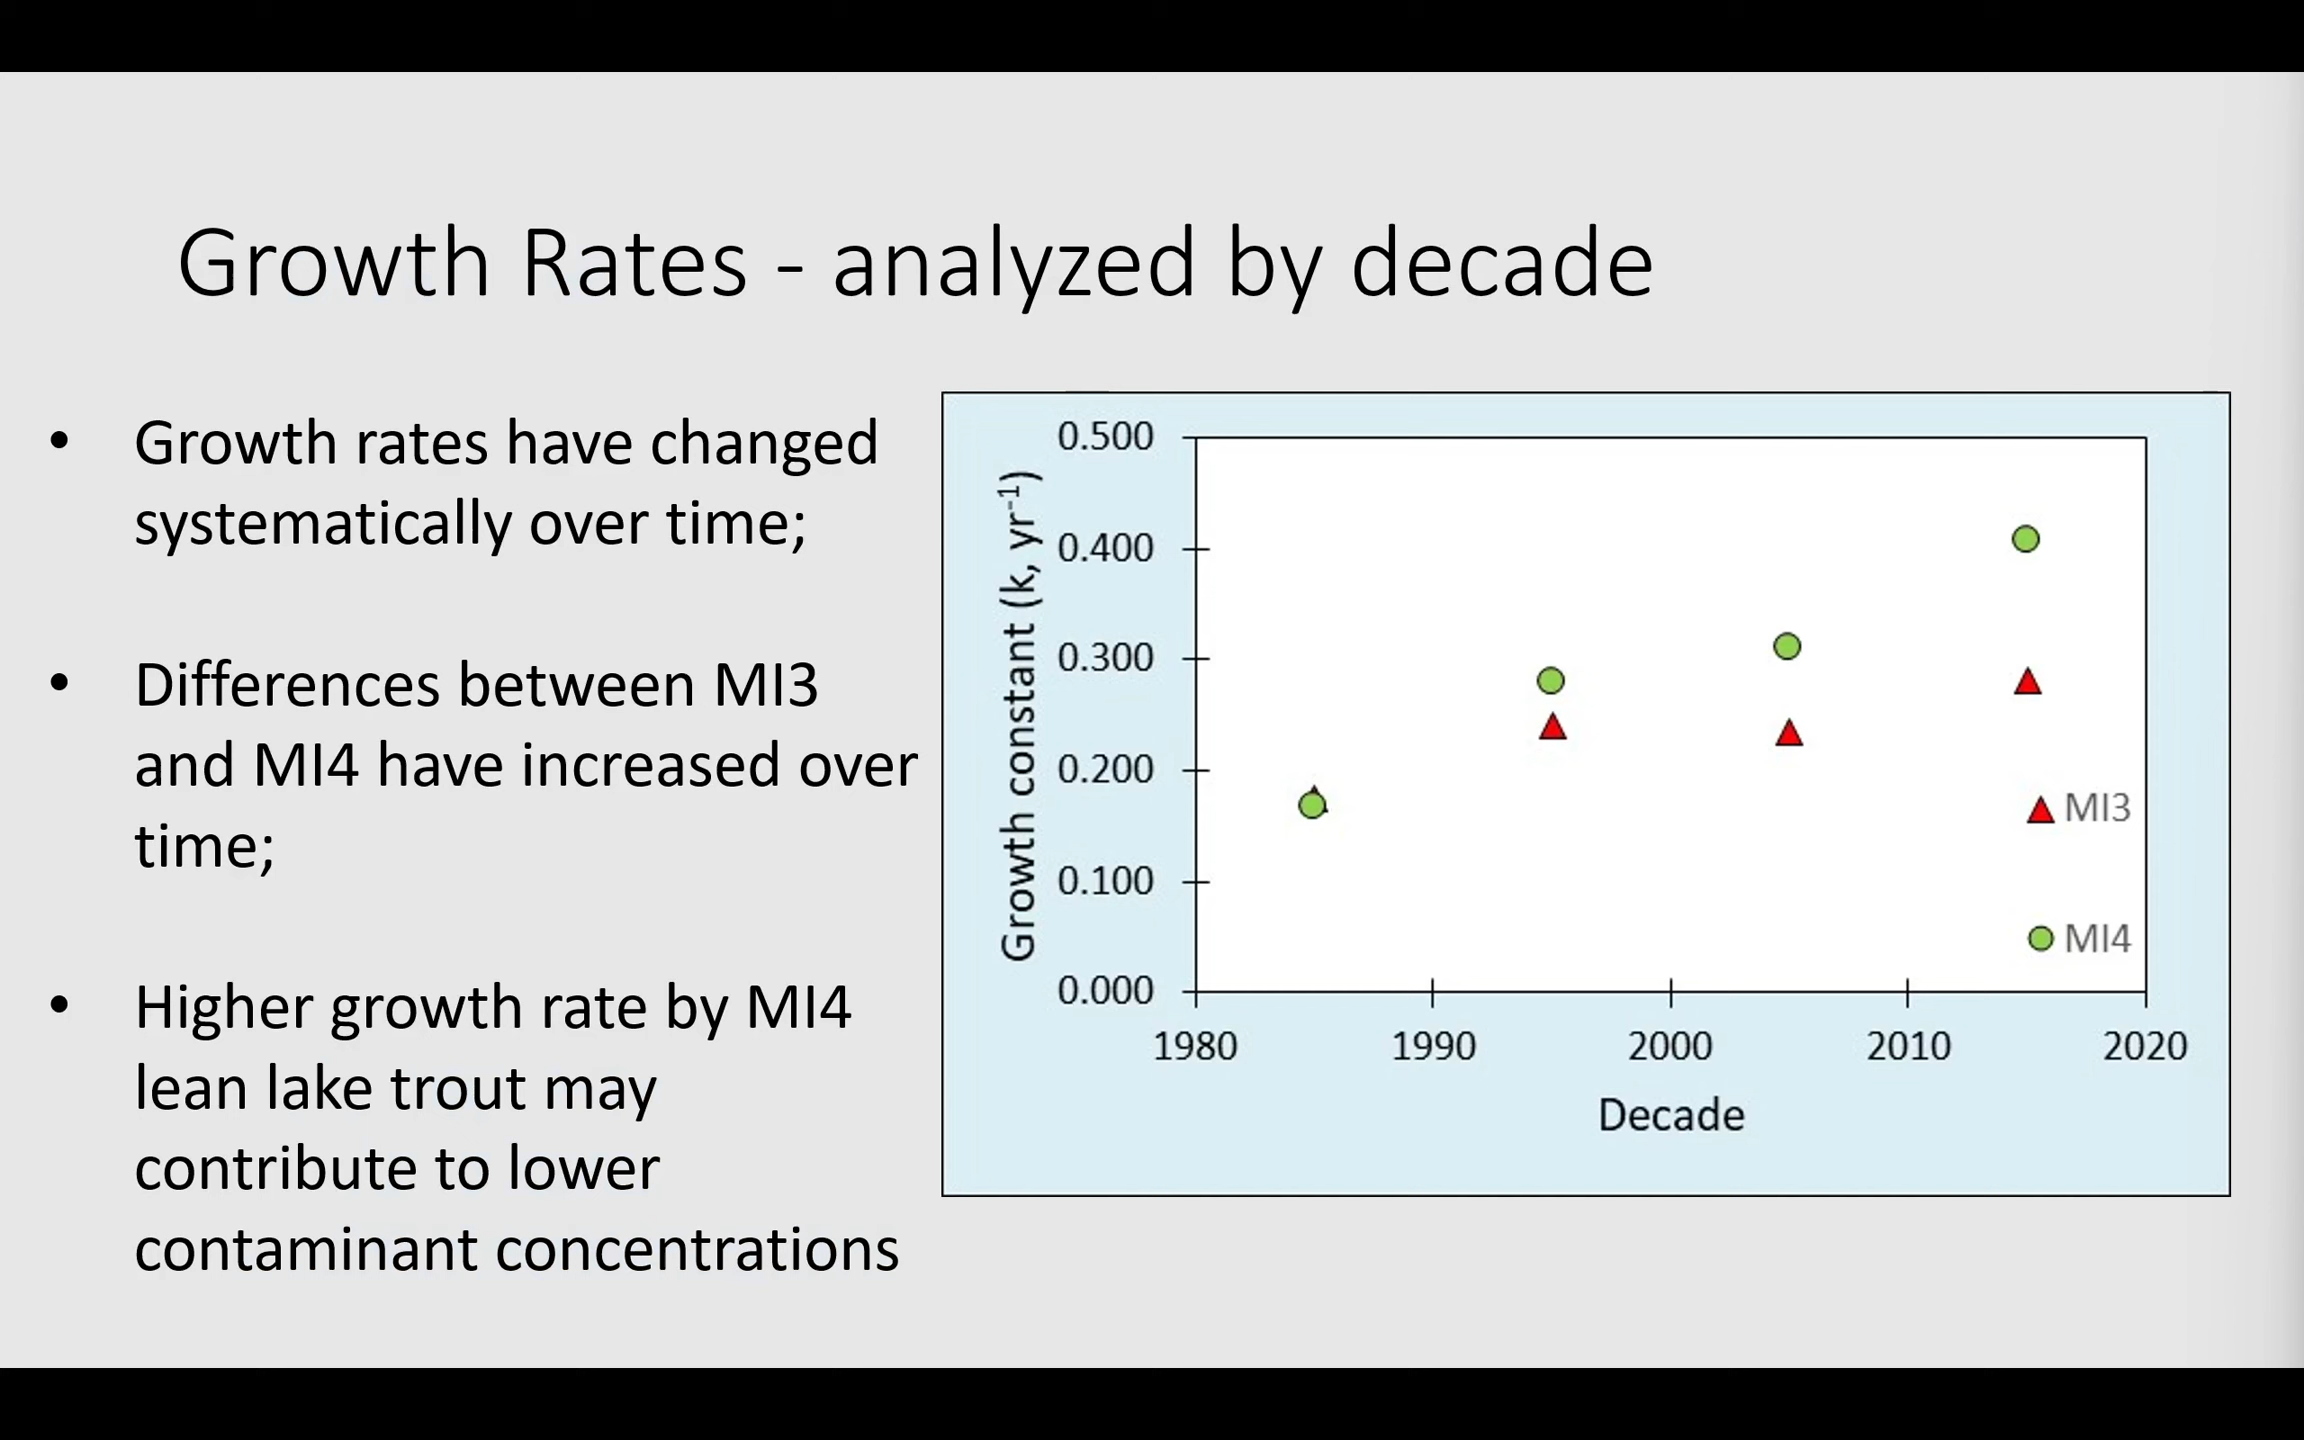 Growth Rates - analyzed by decade
• Growth rates have changed
systematically over time;
• Differences between MI3
and MI4 have increased over
time;
• Higher growth rate by MI4
lean lake trout may
contribute to lower
contaminant concentrations
Growth constant (k, yr⁻¹)
0.500
0.400
0.300
0.200
0.100
0.000
MI3
MI4
1980 1990 2000 2010 2020
Decade